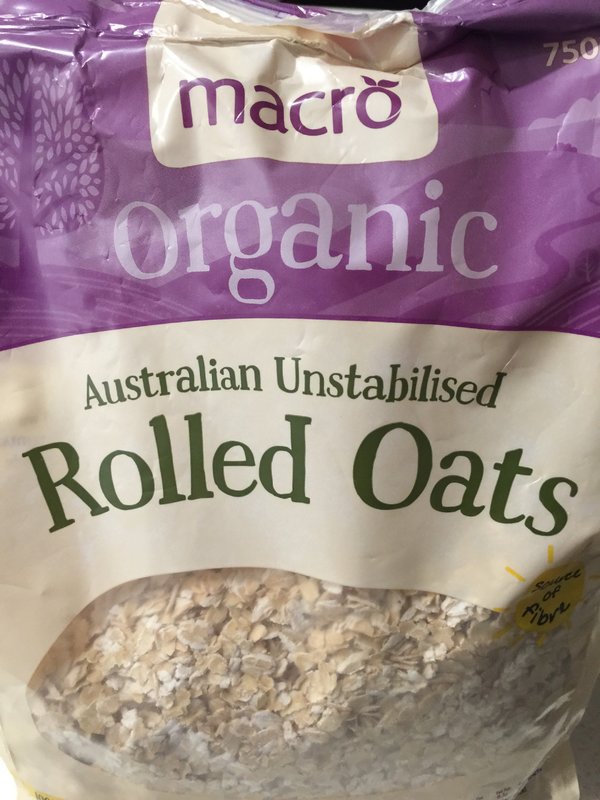 750
macro
organic
Australian Unstabilised
Rolled Oats
Source
of
Fibre